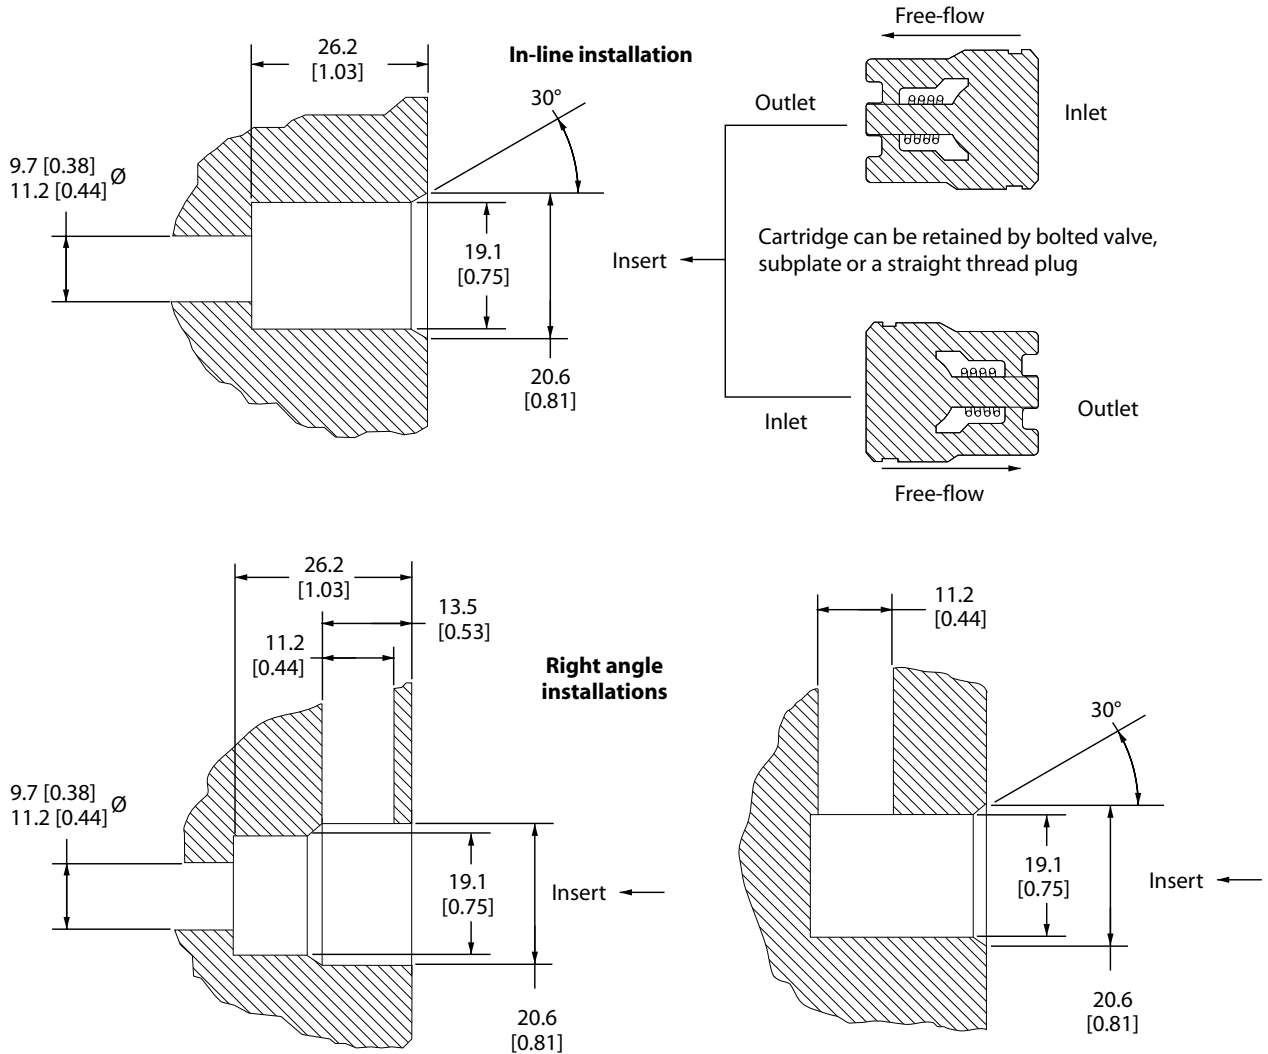 Free-flow
26.2
[1.03]
In-line installation
30°
Outlet
Inlet
9.7 [0.38]
11.2 [0.44] Ø
Cartridge can be retained by bolted valve,
subplate or a straight thread plug
19.1
[0.75]
Insert
20.6
[0.81]
Inlet
Outlet
Free-flow
26.2
[1.03]
13.5
[0.53]
11.2
[0.44]
11.2
[0.44]
Right angle
installations
30°
9.7 [0.38]
11.2 [0.44] Ø
19.1
[0.75]
Insert
19.1
[0.75]
Insert
20.6
[0.81]
20.6
[0.81]